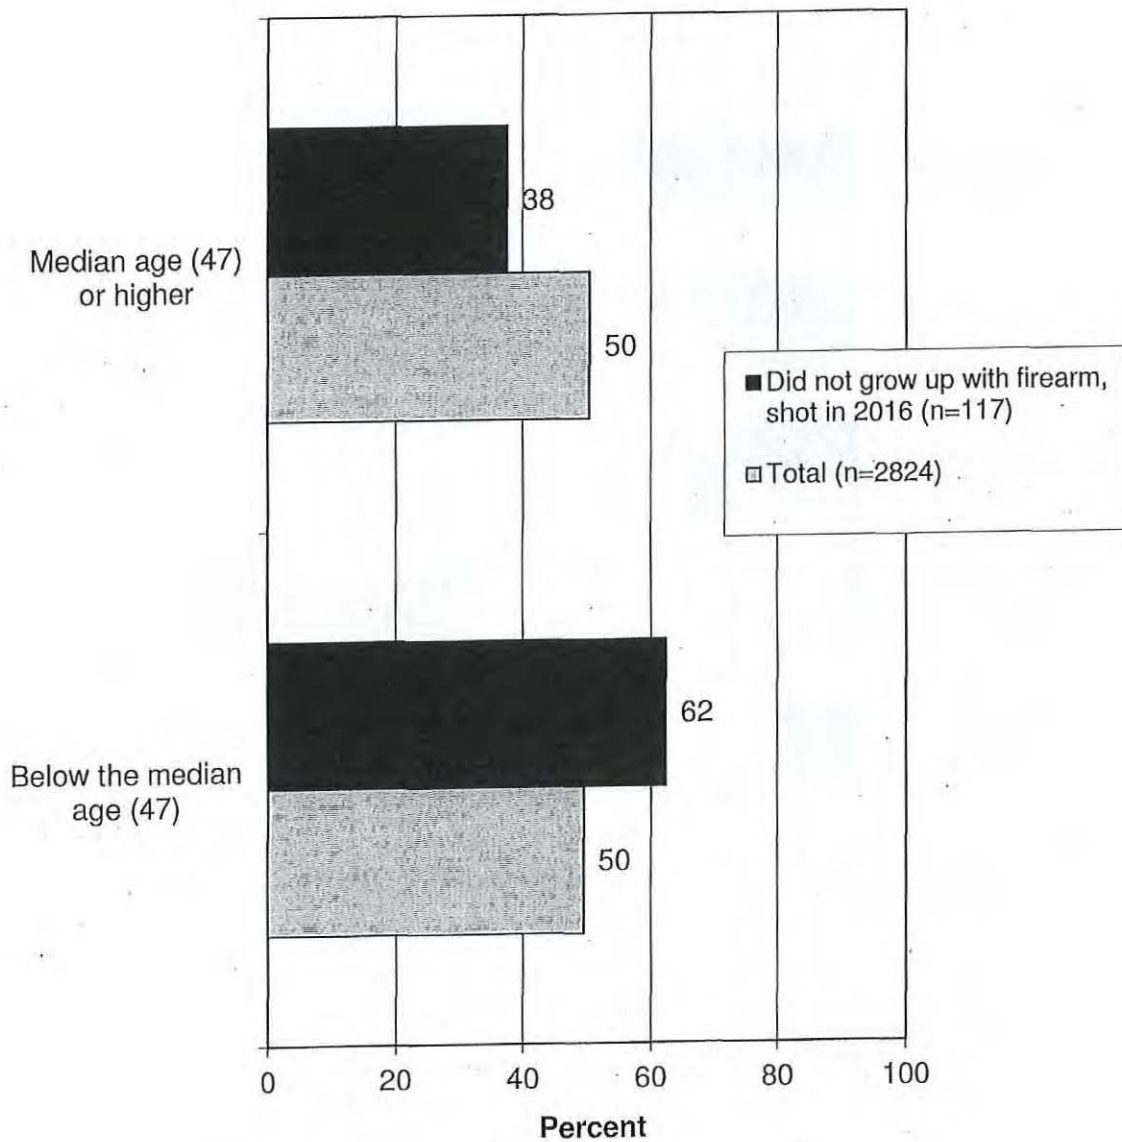 Median age (47)
or higher
38
50
■ Did not grow up with firearm,
shot in 2016 (n=117)
Total (n=2824)
Below the median
age (47)
62
50
0 20 40 60 80 100
Percent